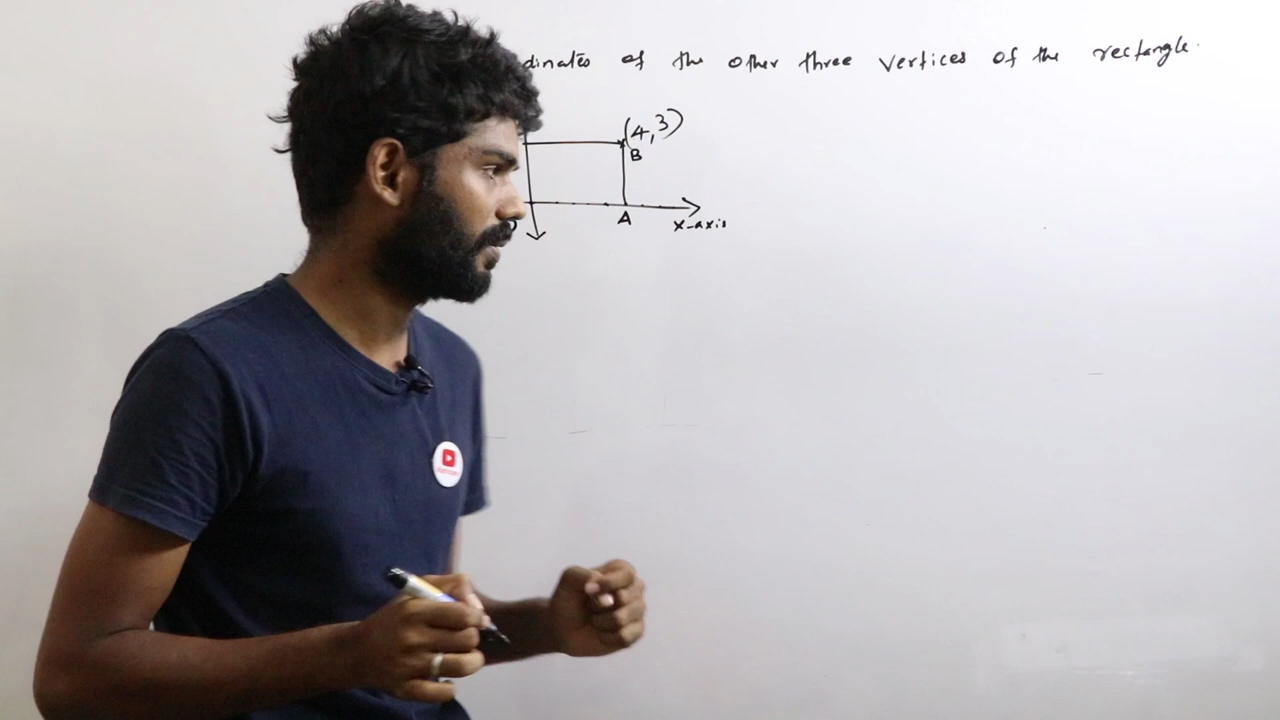 dinates of the other three vertices of the rectangle.
(4,3)
B
A
x-axis